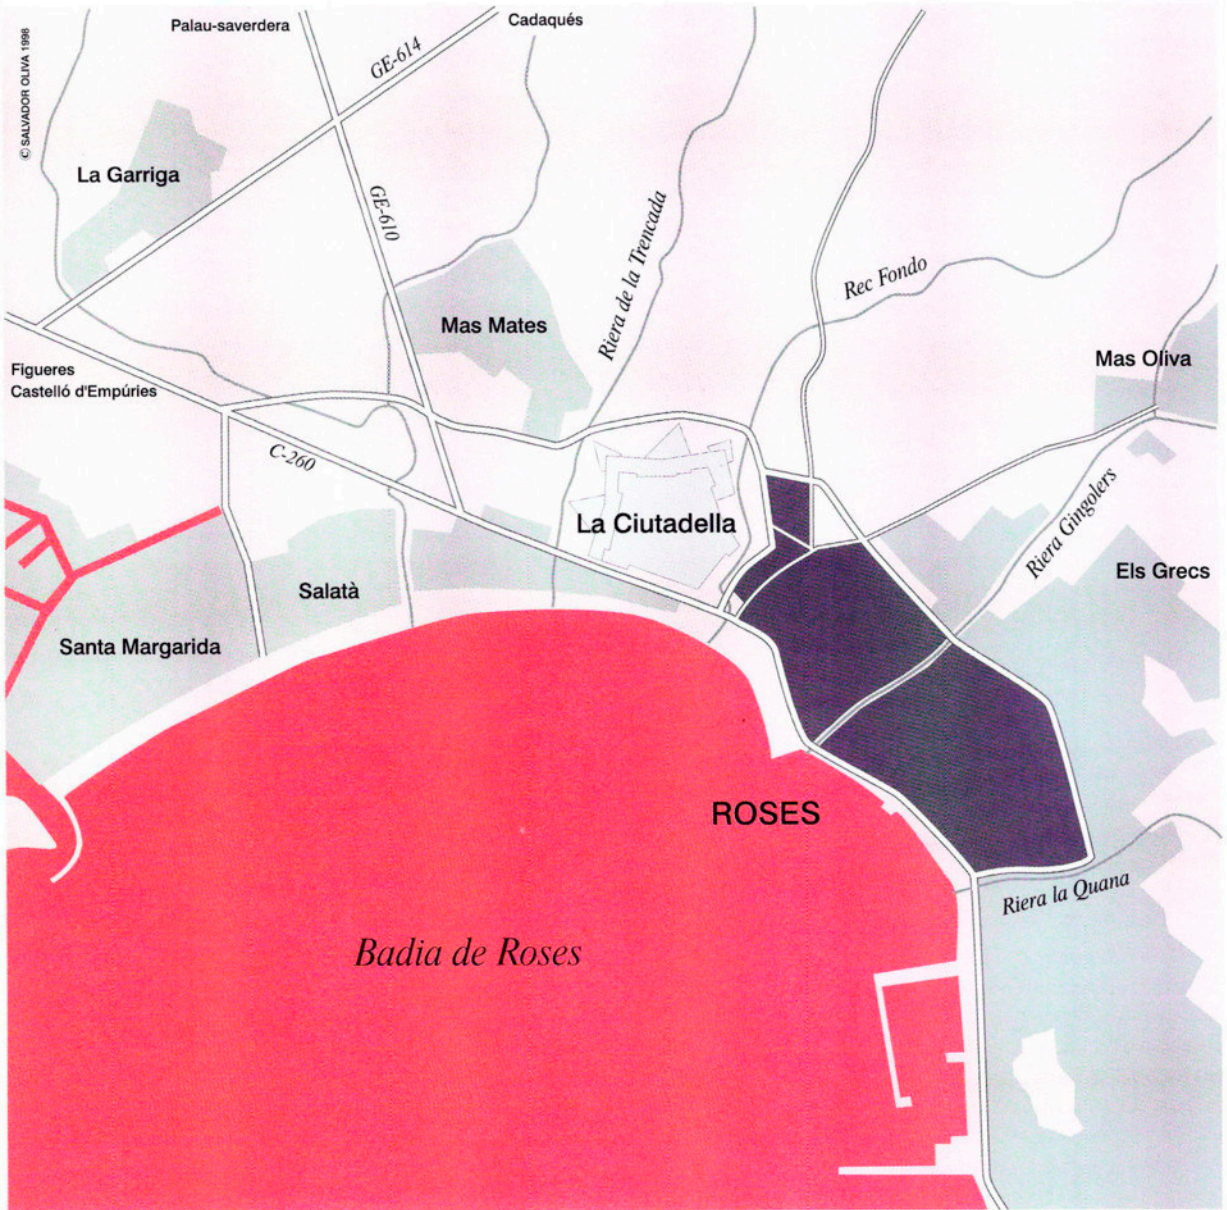 Palau-saverdera
Cadaqués
© SALVADOR OLIVA 1998
GE-614
La Garriga
GE-610
Riera de la Trencada
Rec Fondo
Mas Mates
Mas Oliva
Figueres
Castelló d'Empúries
C-260
La Ciutadella
Riera Gingolers
Els Grecs
Salatà
Santa Margarida
ROSES
Riera la Quana
Badia de Roses